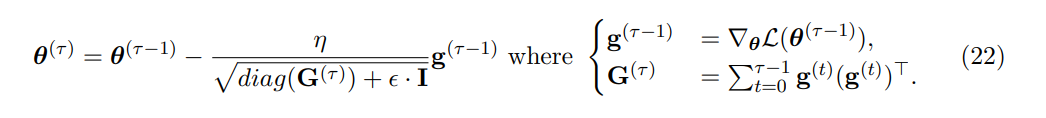 θ^(τ) = θ^(τ−1) − η / √(diag(G^(τ)) + ϵ · I) g^(τ−1) where { g^(τ−1) = ∇_θ ℒ(θ^(τ−1)), (22)
G^(τ) = ∑_{t=0}^{τ−1} g^(t) (g^(t))^⊤.